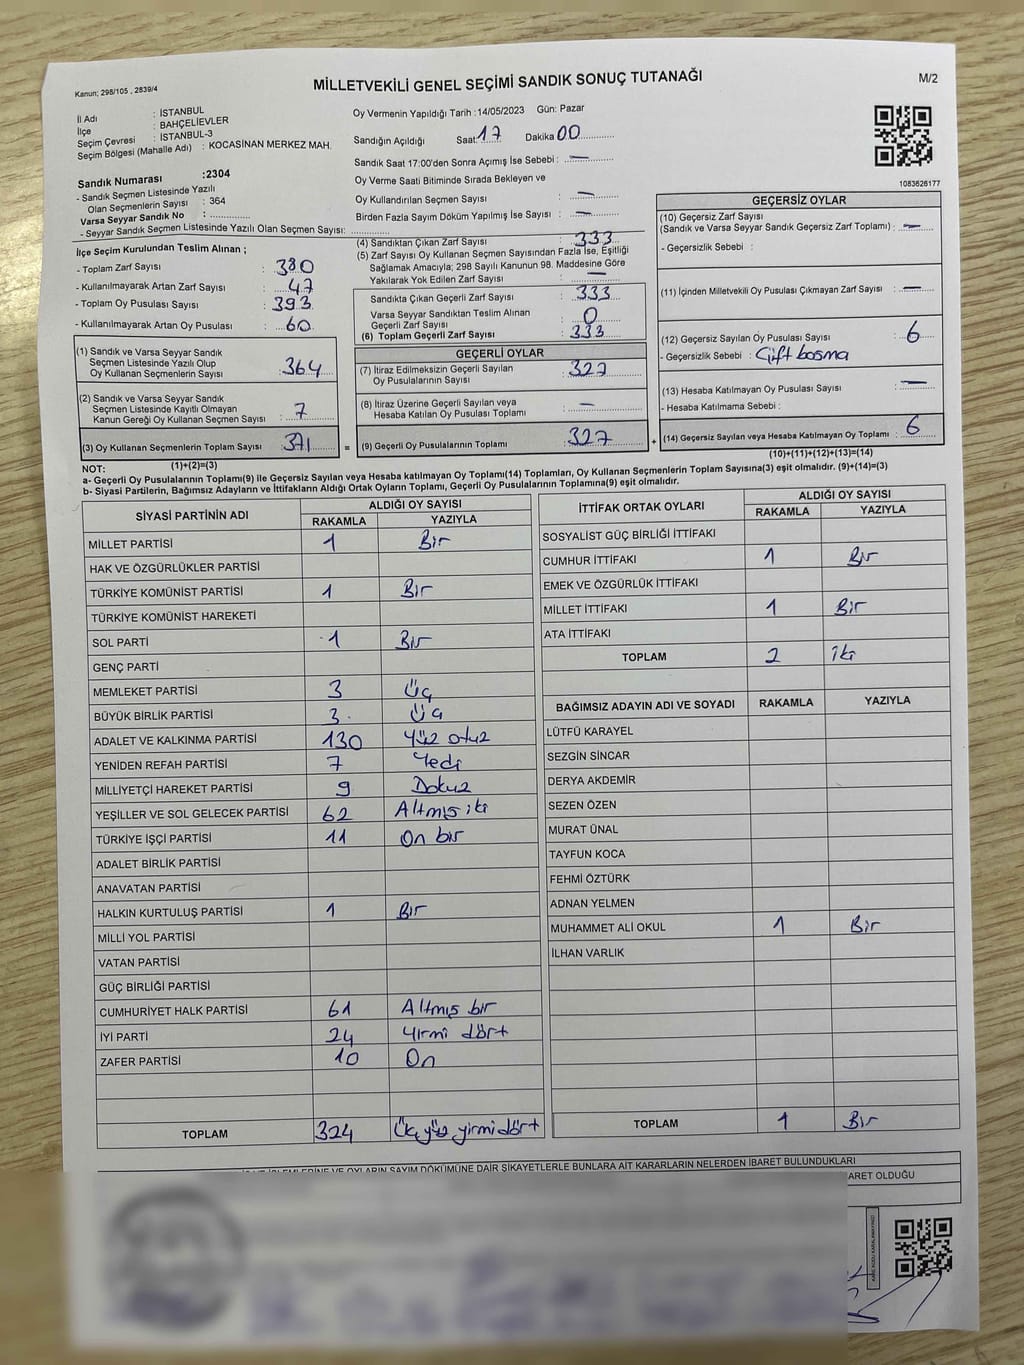 Kanun; 298/105 , 2839/4
MİLLETVEKİLİ GENEL SEÇİMİ SANDIK SONUÇ TUTANAĞI
M/2
İl Adı : İSTANBUL
İlçe : BAHÇELİEVLER
Seçim Çevresi : İSTANBUL-3
Seçim Bölgesi (Mahalle Adı) : KOCASİNAN MERKEZ MAH.
Sandık Numarası :2304
- Sandık Seçmen Listesinde Yazılı
Olan Seçmenlerin Sayısı : 364
Varsa Seyyar Sandık No :
- Seyyar Sandık Seçmen Listesinde Yazılı Olan Seçmen Sayısı:
Oy Vermenin Yapıldığı Tarih :14/05/2023 Gün: Pazar
Sandığın Açıldığı Saat 17 Dakika 00
Sandık Saat 17:00'den Sonra Açımış İse Sebebi : —
Oy Verme Saati Bitiminde Sırada Bekleyen ve
Oy Kullandırılan Seçmen Sayısı : —
Birden Fazla Sayım Döküm Yapılmış İse Sayısı : —
1083626177
İlçe Seçim Kurulundan Teslim Alınan ;
- Toplam Zarf Sayısı : 380
- Kullanılmayarak Artan Zarf Sayısı : 47
- Toplam Oy Pusulası Sayısı : 393
- Kullanılmayarak Artan Oy Pusulası : 60
(4) Sandıktan Çıkan Zarf Sayısı : 333
(5) Zarf Sayısı Oy Kullanan Seçmen Sayısından Fazla İse, Eşitliği
Sağlamak Amacıyla; 298 Sayılı Kanunun 98. Maddesine Göre
Yakılarak Yok Edilen Zarf Sayısı : —
Sandıkta Çıkan Geçerli Zarf Sayısı : 333
Varsa Seyyar Sandıktan Teslim Alınan
Geçerli Zarf Sayısı : 0
(6) Toplam Geçerli Zarf Sayısı : 333
GEÇERSİZ OYLAR
(10) Geçersiz Zarf Sayısı
(Sandık ve Varsa Seyyar Sandık Geçersiz Zarf Toplamı) : —
- Geçersizlik Sebebi :
(11) İçinden Milletvekili Oy Pusulası Çıkmayan Zarf Sayısı : —
(12) Geçersiz Sayılan Oy Pusulası Sayısı : 6
- Geçersizlik Sebebi : Çift basma
(13) Hesaba Katılmayan Oy Pusulası Sayısı : —
- Hesaba Katılmama Sebebi :
(14) Geçersiz Sayılan veya Hesaba Katılmayan Oy Toplamı : 6
(10)+(11)+(12)+(13)=(14)
(1) Sandık ve Varsa Seyyar Sandık
Seçmen Listesinde Yazılı Olup
Oy Kullanan Seçmenlerin Sayısı : 364
(2) Sandık ve Varsa Seyyar Sandık
Seçmen Listesinde Kayıtlı Olmayan
Kanun Gereği Oy Kullanan Seçmen Sayısı : 7
(3) Oy Kullanan Seçmenlerin Toplam Sayısı : 371 =
(1)+(2)=(3)
GEÇERLİ OYLAR
(7) İtiraz Edilmeksizin Geçerli Sayılan
Oy Pusulalarının Sayısı : 327
(8) İtiraz Üzerine Geçerli Sayılan veya
Hesaba Katılan Oy Pusulası Toplamı : —
(9) Geçerli Oy Pusulalarının Toplamı : 327 +
NOT:
a- Geçerli Oy Pusulalarının Toplamı(9) ile Geçersiz Sayılan veya Hesaba katılmayan Oy Toplamı(14) Toplamları, Oy Kullanan Seçmenlerin Toplam Sayısına(3) eşit olmalıdır. (9)+(14)=(3)
b- Siyasi Partilerin, Bağımsız Adayların ve İttifakların Aldığı Ortak Oyların Toplamı, Geçerli Oy Pusulalarının Toplamına(9) eşit olmalıdır.
SİYASİ PARTİNİN ADI ALDIĞI OY SAYISI
RAKAMLA YAZIYLA
MİLLET PARTİSİ 1 Bir
HAK VE ÖZGÜRLÜKLER PARTİSİ
TÜRKİYE KOMÜNİST PARTİSİ 1 Bir
TÜRKİYE KOMÜNİST HAREKETİ
SOL PARTİ 1 Bir
GENÇ PARTİ
MEMLEKET PARTİSİ 3 Üç
BÜYÜK BİRLİK PARTİSİ 3 Üç
ADALET VE KALKINMA PARTİSİ 130 Yüz otuz
YENİDEN REFAH PARTİSİ 7 Yedi
MİLLİYETÇİ HAREKET PARTİSİ 9 Dokuz
YEŞİLLER VE SOL GELECEK PARTİSİ 62 Altmış iki
TÜRKİYE İŞÇİ PARTİSİ 11 On bir
ADALET BİRLİK PARTİSİ
ANAVATAN PARTİSİ
HALKIN KURTULUŞ PARTİSİ 1 Bir
MİLLİ YOL PARTİSİ
VATAN PARTİSİ
GÜÇ BİRLİĞİ PARTİSİ
CUMHURİYET HALK PARTİSİ 61 Altmış bir
İYİ PARTİ 24 Yirmi dört
ZAFER PARTİSİ 10 On
TOPLAM 324 Üç yüz yirmi dört
İTTİFAK ORTAK OYLARI ALDIĞI OY SAYISI
RAKAMLA YAZIYLA
SOSYALİST GÜÇ BİRLİĞİ İTTİFAKI
CUMHUR İTTİFAKI 1 Bir
EMEK VE ÖZGÜRLÜK İTTİFAKI
MİLLET İTTİFAKI 1 Bir
ATA İTTİFAKI
TOPLAM 2 iki
BAĞIMSIZ ADAYIN ADI VE SOYADI RAKAMLA YAZIYLA
LÜTFÜ KARAYEL
SEZGİN SİNCAR
DERYA AKDEMİR
SEZEN ÖZEN
MURAT ÜNAL
TAYFUN KOCA
FEHMİ ÖZTÜRK
ADNAN YELMEN
MUHAMMET ALİ OKUL 1 Bir
İLHAN VARLIK
TOPLAM 1 Bir
VE OYLARIN SAYIM DÖKÜMÜNE DAİR ŞİKAYETLERLE BUNLARA AİT KARARLARIN NELERDEN İBARET BULUNDUKLARI
OLDUĞU